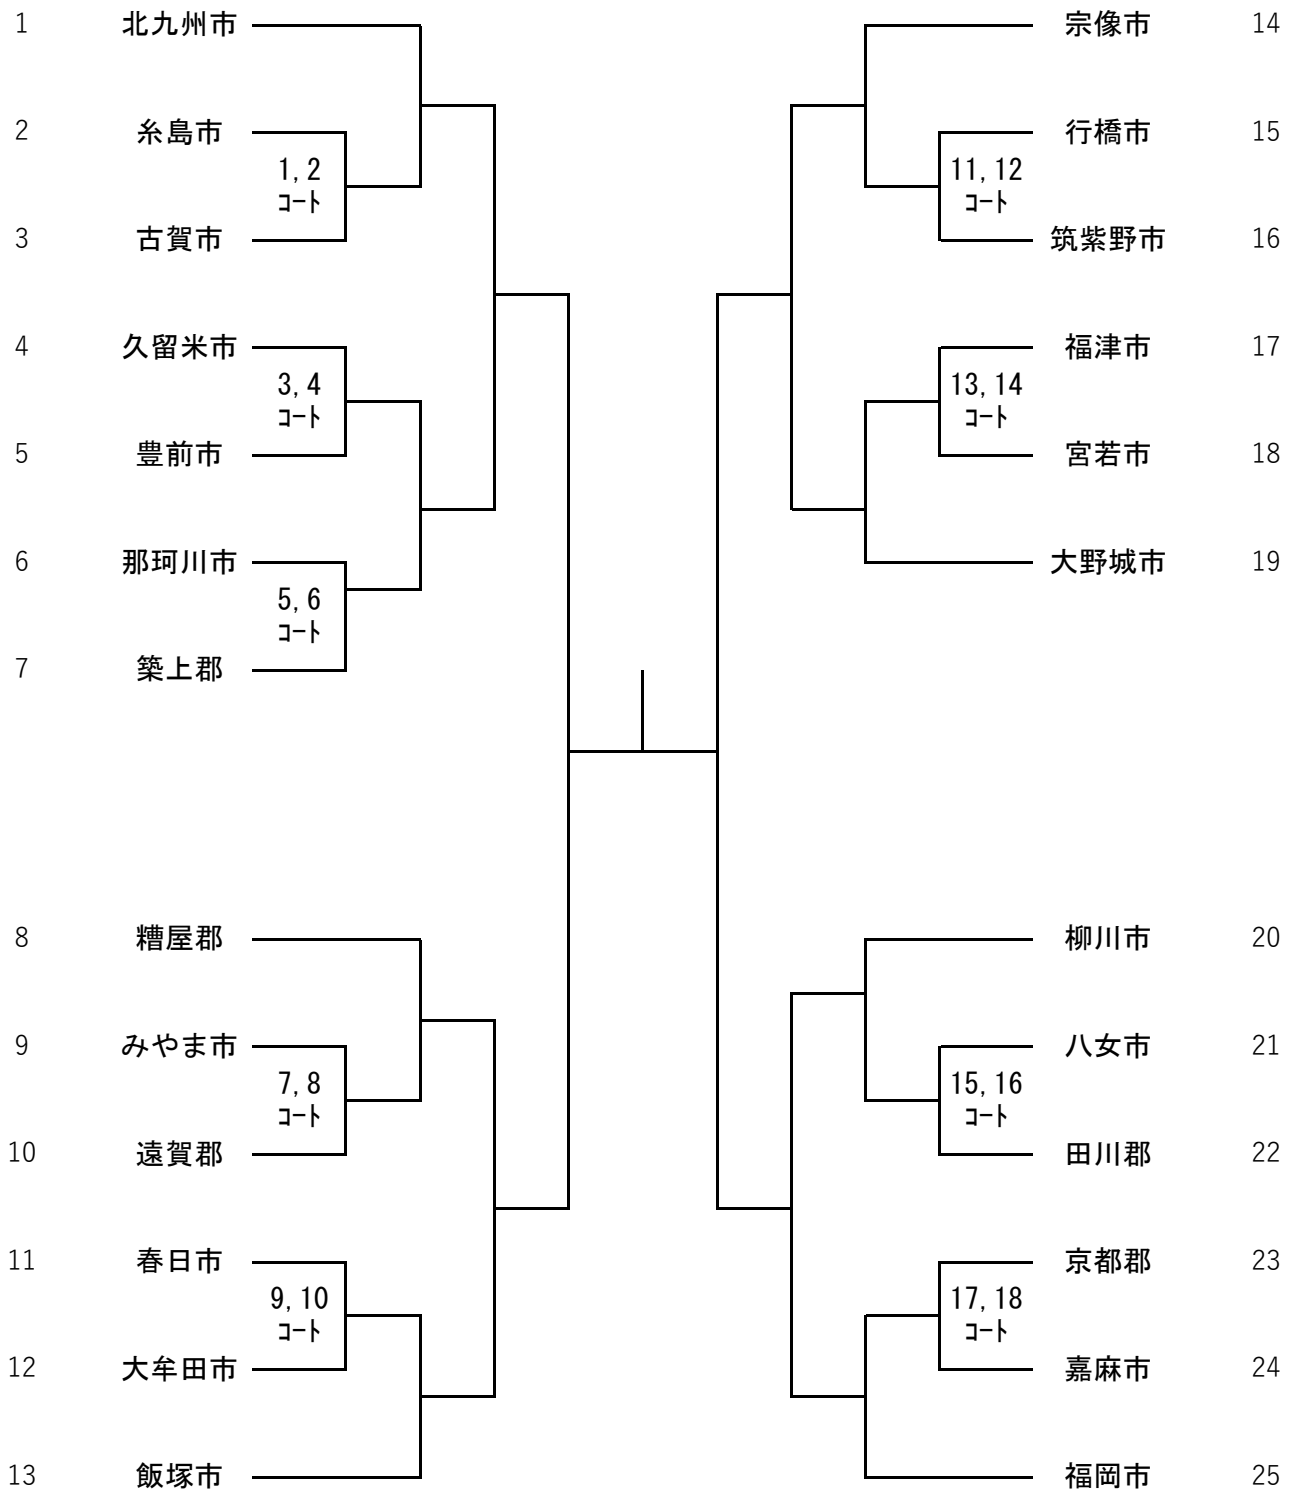 1 北九州市
2 糸島市
1, 2
ｺｰﾄ
3 古賀市
4 久留米市
3, 4
ｺｰﾄ
5 豊前市
6 那珂川市
5, 6
ｺｰﾄ
7 築上郡
8 糟屋郡
9 みやま市
7, 8
ｺｰﾄ
10 遠賀郡
11 春日市
9, 10
ｺｰﾄ
12 大牟田市
13 飯塚市
宗像市 14
行橋市 15
11, 12
ｺｰﾄ
筑紫野市 16
福津市 17
13, 14
ｺｰﾄ
宮若市 18
大野城市 19
柳川市 20
八女市 21
15, 16
ｺｰﾄ
田川郡 22
京都郡 23
17, 18
ｺｰﾄ
嘉麻市 24
福岡市 25